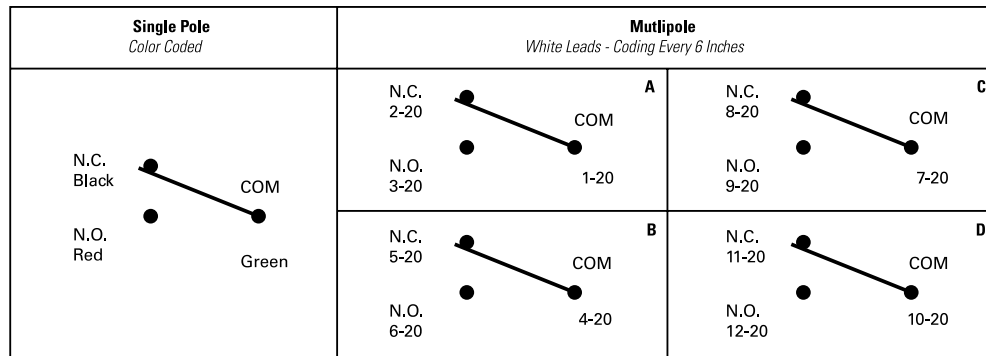 Single Pole
Color Coded
Mutlipole
White Leads - Coding Every 6 Inches
N.C.
Black
COM
N.O.
Red
Green
A
N.C.
2-20
COM
N.O.
3-20
1-20
C
N.C.
8-20
COM
N.O.
9-20
7-20
B
N.C.
5-20
COM
N.O.
6-20
4-20
D
N.C.
11-20
COM
N.O.
12-20
10-20